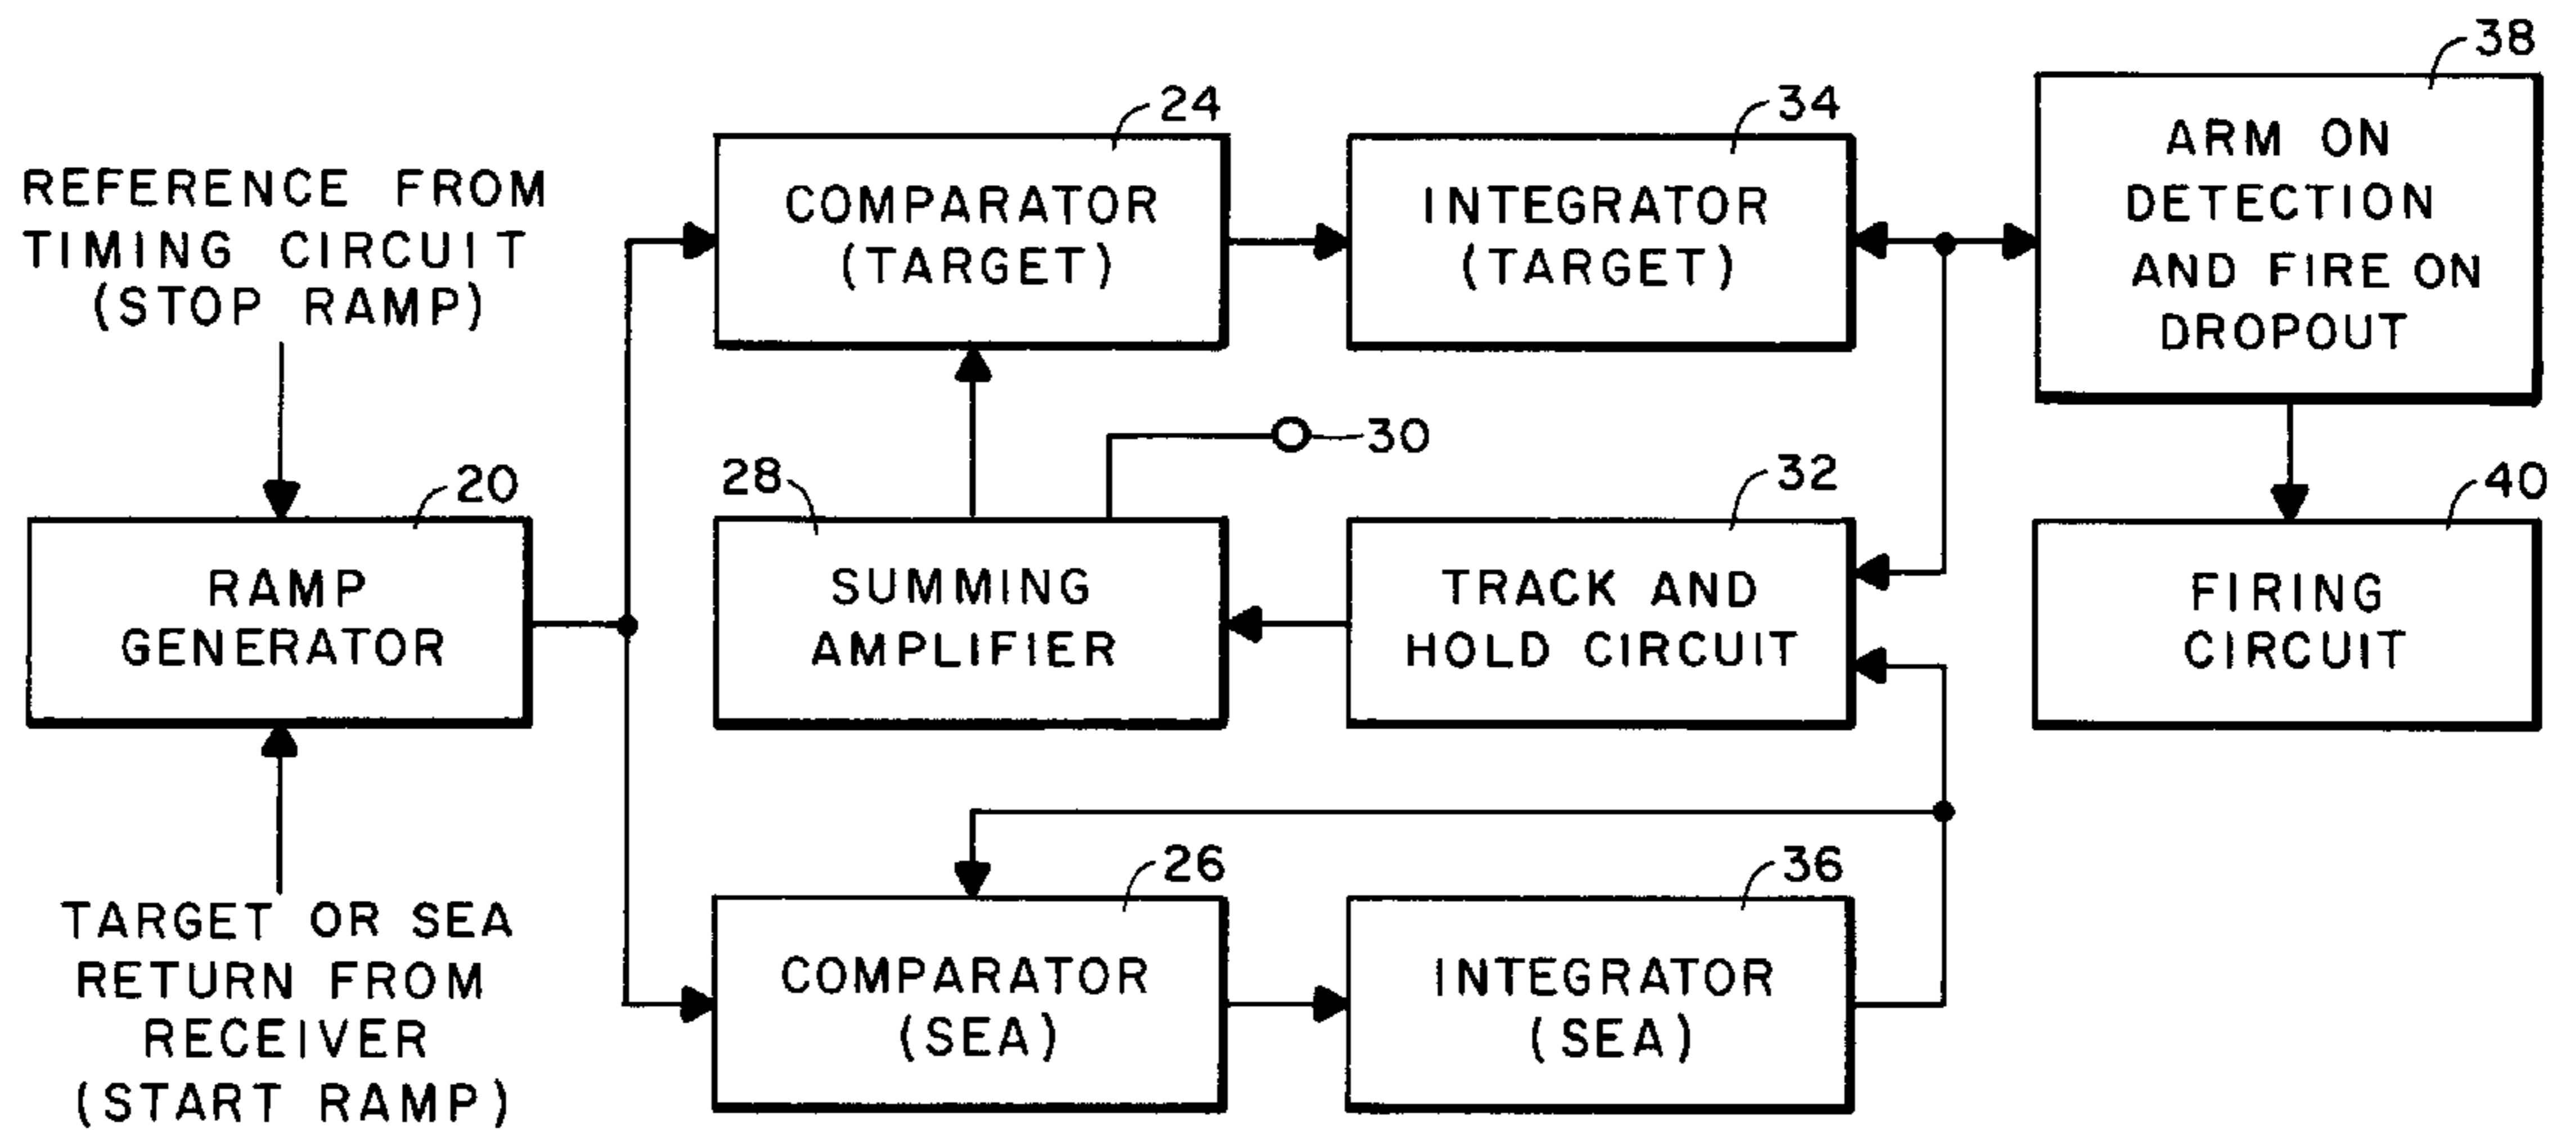 REFERENCE FROM
TIMING CIRCUIT
(STOP RAMP)
20
RAMP
GENERATOR
TARGET OR SEA
RETURN FROM
RECEIVER
(START RAMP)
24
COMPARATOR
(TARGET)
34
INTEGRATOR
(TARGET)
38
ARM ON
DETECTION
AND FIRE ON
DROPOUT
30
28
SUMMING
AMPLIFIER
32
TRACK AND
HOLD CIRCUIT
40
FIRING
CIRCUIT
26
COMPARATOR
(SEA)
36
INTEGRATOR
(SEA)